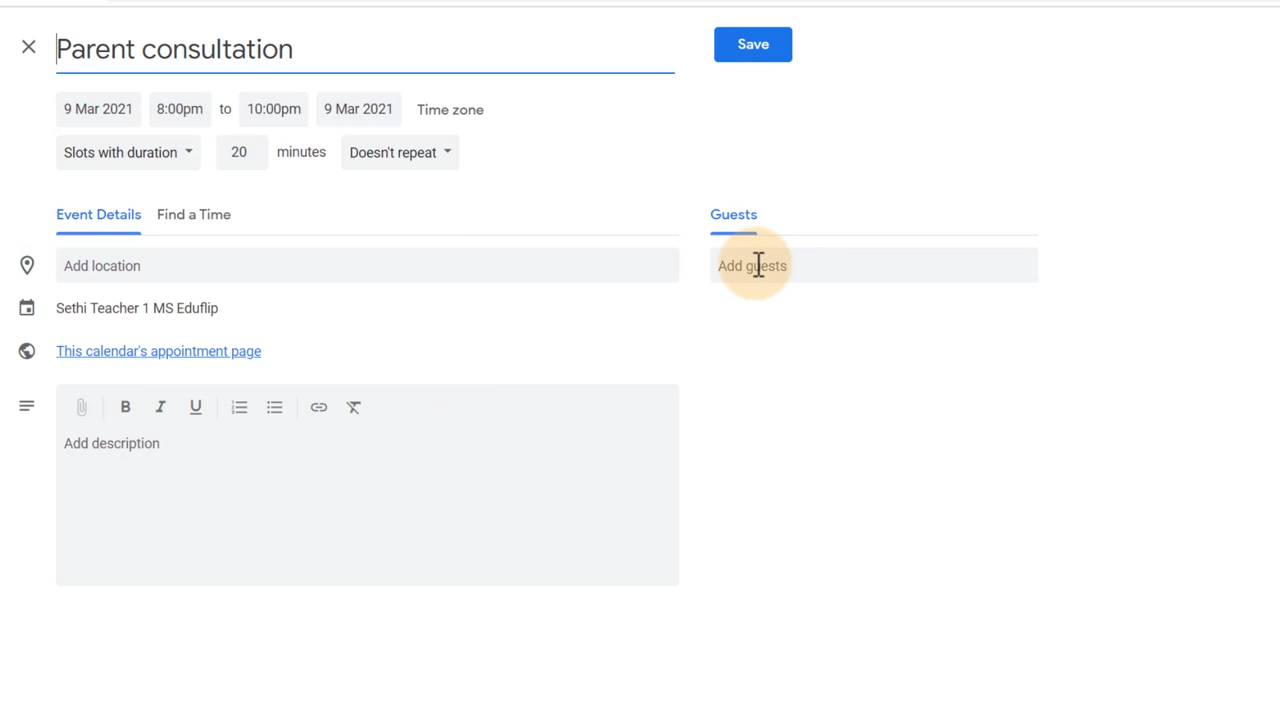 Parent consultation
Save
9 Mar 2021 8:00pm to 10:00pm 9 Mar 2021 Time zone
Slots with duration 20 minutes Doesn't repeat
Event Details Find a Time
Guests
Add location
Add guests
Sethi Teacher 1 MS Eduflip
This calendar's appointment page
B I U
Add description